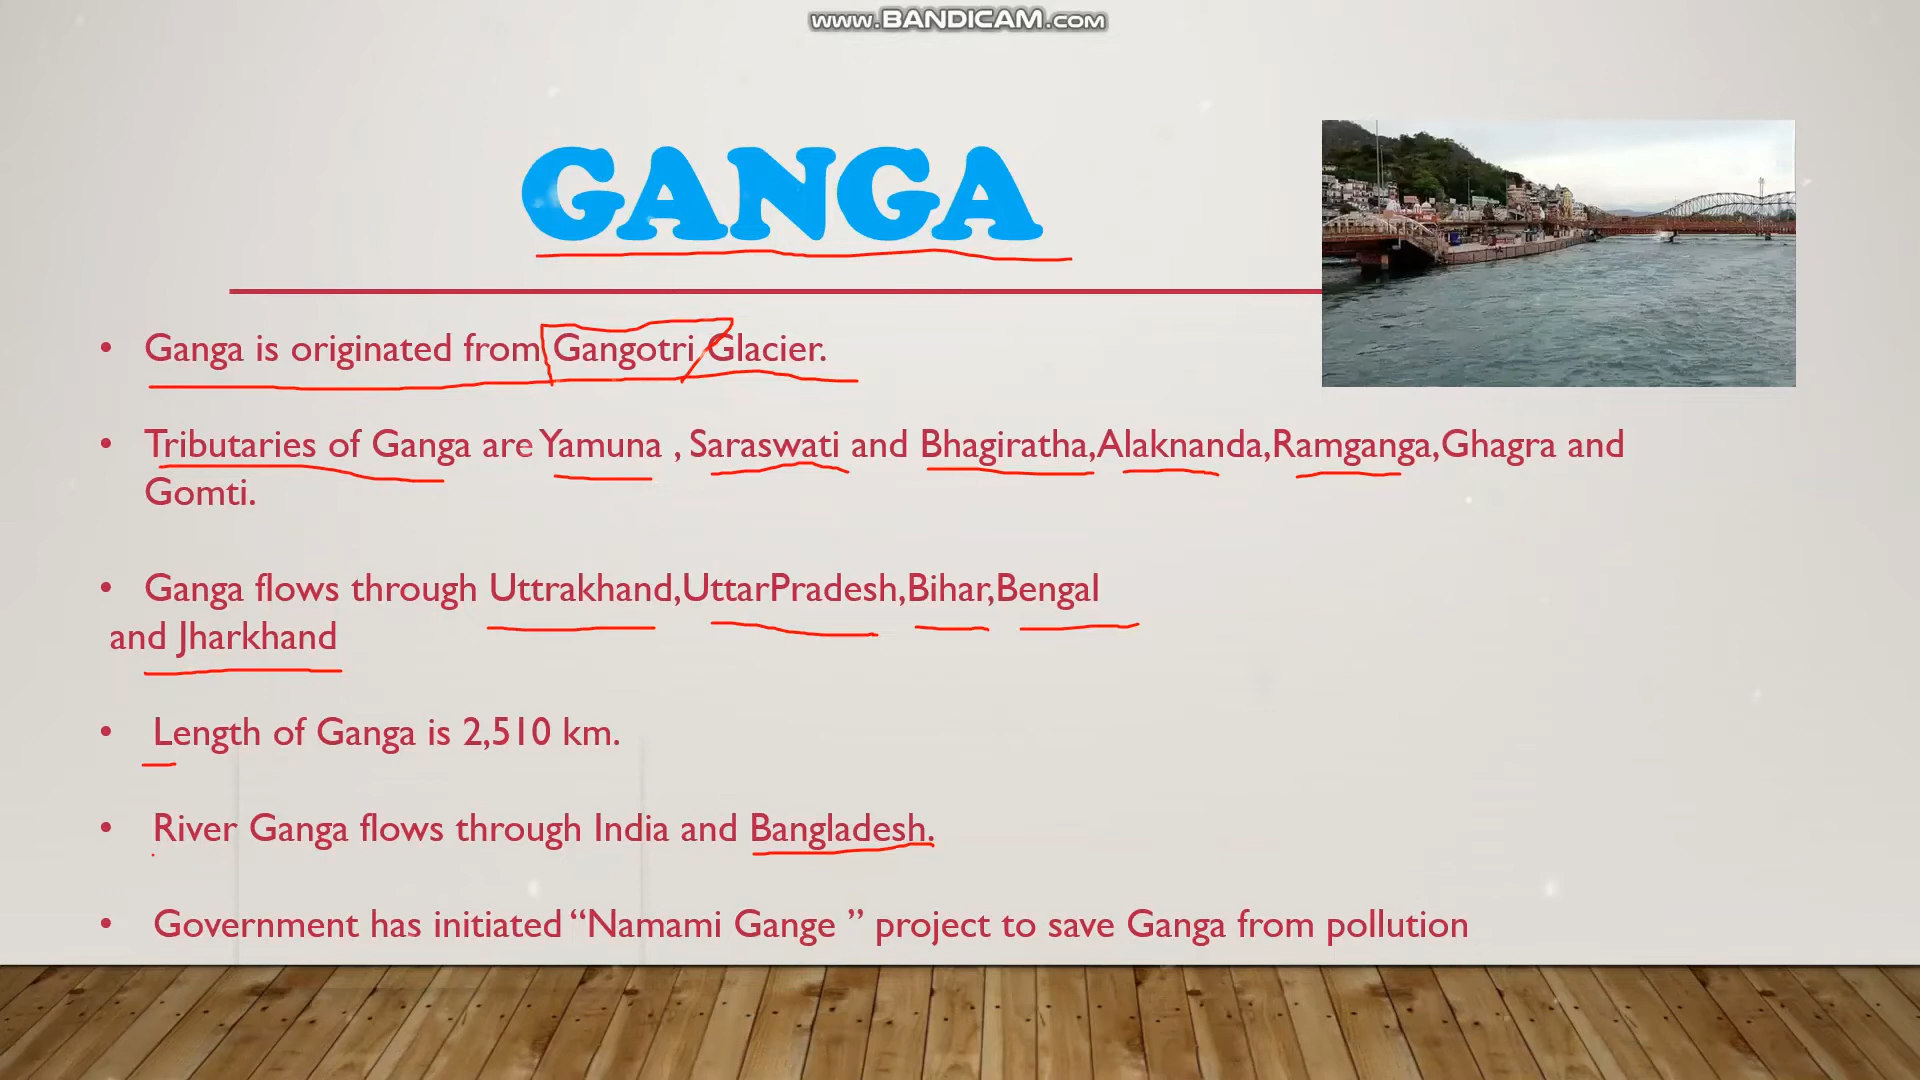 www.BANDICAM.com
GANGA
• Ganga is originated from Gangotri Glacier.
• Tributaries of Ganga are Yamuna , Saraswati and Bhagiratha,Alaknanda,Ramganga,Ghagra and
Gomti.
• Ganga flows through Uttrakhand,UttarPradesh,Bihar,Bengal
and Jharkhand
• Length of Ganga is 2,510 km.
• River Ganga flows through India and Bangladesh.
• Government has initiated “Namami Gange ” project to save Ganga from pollution